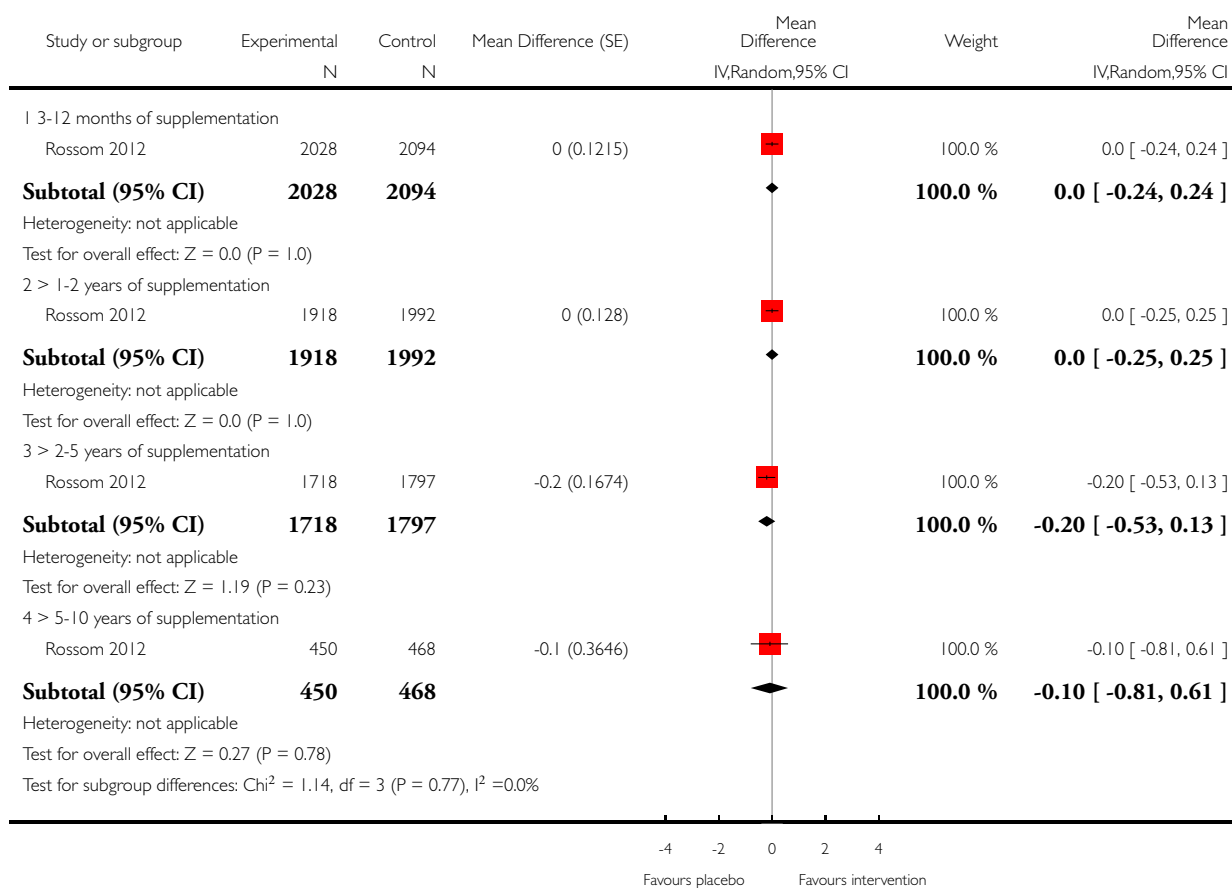 Study or subgroup Experimental Control Mean Difference (SE) Mean Difference Weight Mean Difference
N N IV,Random,95% CI IV,Random,95% CI
1 3-12 months of supplementation
Rossom 2012 2028 2094 0 (0.1215) 100.0 % 0.0 [ -0.24, 0.24 ]
Subtotal (95% CI) 2028 2094 100.0 % 0.0 [ -0.24, 0.24 ]
Heterogeneity: not applicable
Test for overall effect: Z = 0.0 (P = 1.0)
2 > 1-2 years of supplementation
Rossom 2012 1918 1992 0 (0.128) 100.0 % 0.0 [ -0.25, 0.25 ]
Subtotal (95% CI) 1918 1992 100.0 % 0.0 [ -0.25, 0.25 ]
Heterogeneity: not applicable
Test for overall effect: Z = 0.0 (P = 1.0)
3 > 2-5 years of supplementation
Rossom 2012 1718 1797 -0.2 (0.1674) 100.0 % -0.20 [ -0.53, 0.13 ]
Subtotal (95% CI) 1718 1797 100.0 % -0.20 [ -0.53, 0.13 ]
Heterogeneity: not applicable
Test for overall effect: Z = 1.19 (P = 0.23)
4 > 5-10 years of supplementation
Rossom 2012 450 468 -0.1 (0.3646) 100.0 % -0.10 [ -0.81, 0.61 ]
Subtotal (95% CI) 450 468 100.0 % -0.10 [ -0.81, 0.61 ]
Heterogeneity: not applicable
Test for overall effect: Z = 0.27 (P = 0.78)
Test for subgroup differences: Chi² = 1.14, df = 3 (P = 0.77), I² =0.0%
-4 -2 0 2 4
Favours placebo Favours intervention